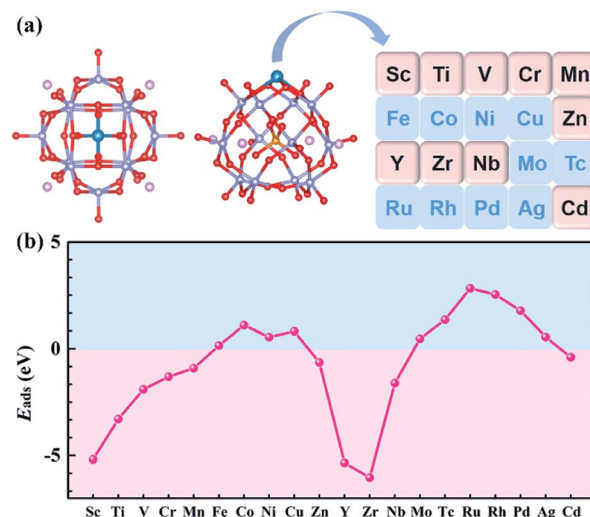 (a)
Sc Ti V Cr Mn
Fe Co Ni Cu Zn
Y Zr Nb Mo Tc
Ru Rh Pd Ag Cd
(b)
5
0
-5
Eads (eV)
Sc Ti V Cr Mn Fe Co Ni Cu Zn Y Zr Nb Mo Tc Ru Rh Pd Ag Cd